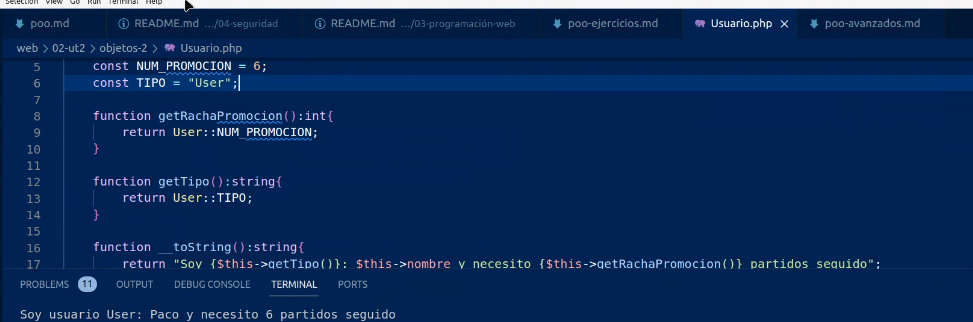 Selection View Go Run Terminal Help
poo.md README.md .../04-seguridad README.md .../03-programación-web poo-ejercicios.md Usuario.php poo-avanzados.md
web > 02-ut2 > objetos-2 > Usuario.php
5 const NUM_PROMOCION = 6;
6 const TIPO = "User";
7
8 function getRachaPromocion():int{
9 return User::NUM_PROMOCION;
10 }
11
12 function getTipo():string{
13 return User::TIPO;
14 }
15
16 function __toString():string{
17 return "Soy {$this->getTipo()}: $this->nombre y necesito {$this->getRachaPromocion()} partidos seguido";
PROBLEMS 11 OUTPUT DEBUG CONSOLE TERMINAL PORTS
Soy usuario User: Paco y necesito 6 partidos seguido